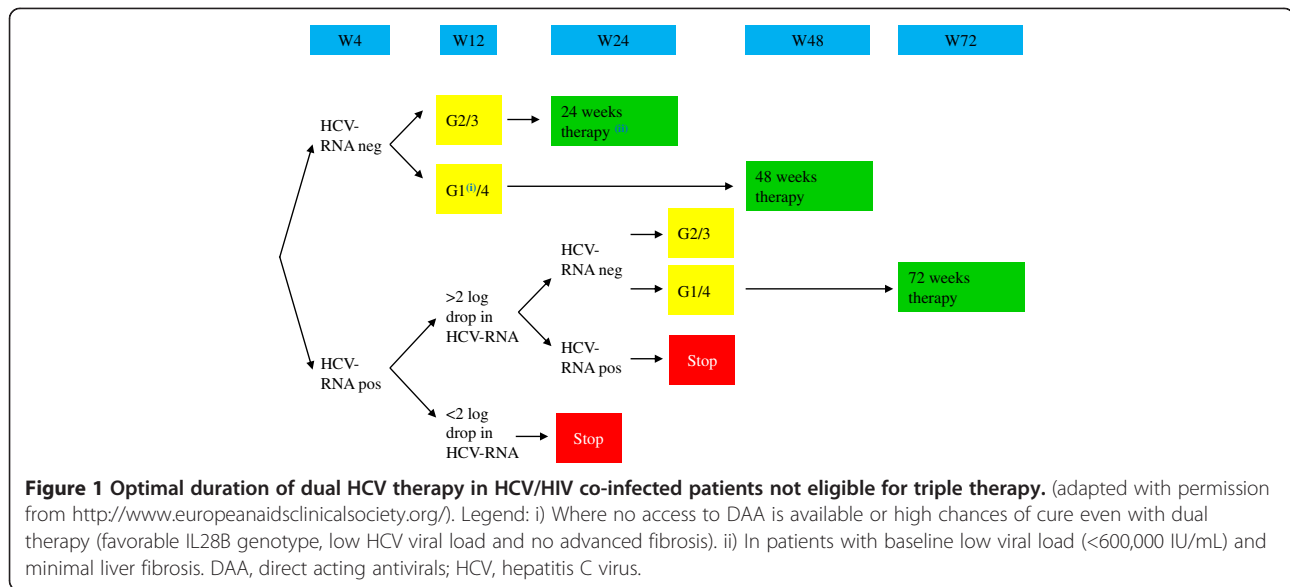 W4 W12 W24 W48 W72
HCV-
RNA neg
G2/3
24 weeks
therapy (ii)
G1(i)/4
48 weeks
therapy
HCV-
RNA pos
>2 log
drop in
HCV-RNA
HCV-
RNA neg
G2/3
G1/4
72 weeks
therapy
HCV-
RNA pos
Stop
<2 log
drop in
HCV-RNA
Stop
Figure 1 Optimal duration of dual HCV therapy in HCV/HIV co-infected patients not eligible for triple therapy. (adapted with permission
from http://www.europeanaidsclinicalsociety.org/). Legend: i) Where no access to DAA is available or high chances of cure even with dual
therapy (favorable IL28B genotype, low HCV viral load and no advanced fibrosis). ii) In patients with baseline low viral load (<600,000 IU/mL) and
minimal liver fibrosis. DAA, direct acting antivirals; HCV, hepatitis C virus.